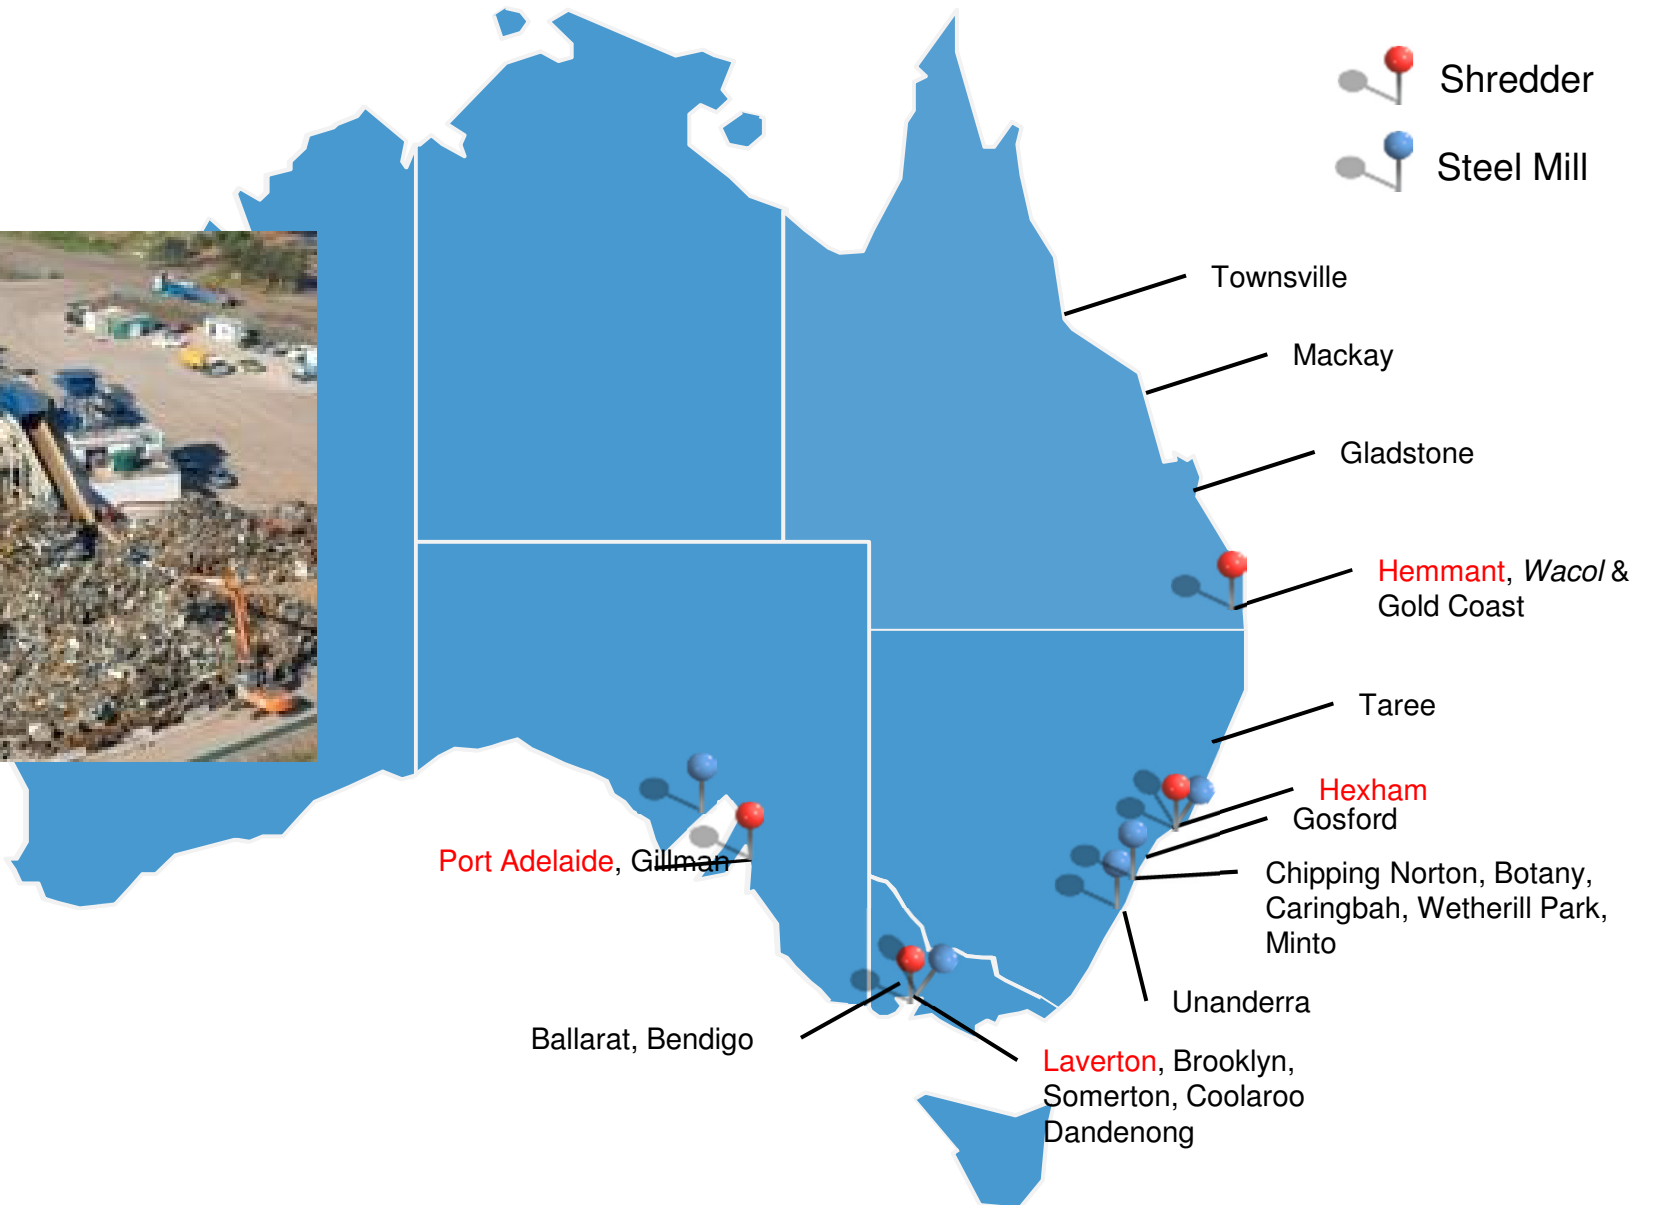 Shredder
Steel Mill
Townsville
Mackay
Gladstone
Hemmant, Wacol &
Gold Coast
Taree
Hexham
Gosford
Port Adelaide, Gillman
Chipping Norton, Botany,
Caringbah, Wetherill Park,
Minto
Unanderra
Ballarat, Bendigo
Laverton, Brooklyn,
Somerton, Coolaroo
Dandenong